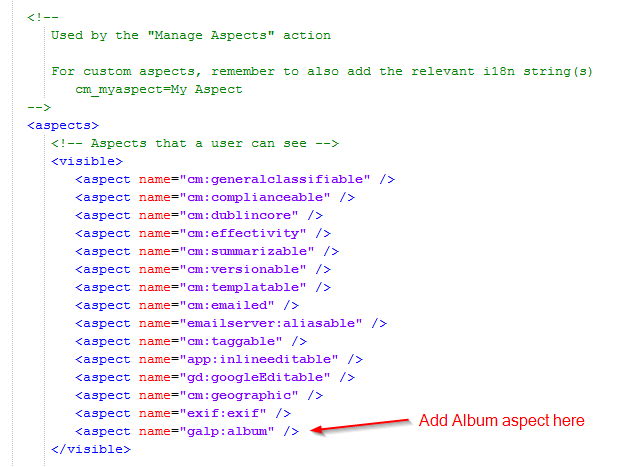 <!--
Used by the "Manage Aspects" action
For custom aspects, remember to also add the relevant i18n string(s)
cm_myaspect=My Aspect
-->
<aspects>
<!-- Aspects that a user can see -->
<visible>
<aspect name="cm:generalclassifiable" />
<aspect name="cm:complianceable" />
<aspect name="cm:dublincore" />
<aspect name="cm:effectivity" />
<aspect name="cm:summarizable" />
<aspect name="cm:versionable" />
<aspect name="cm:templatable" />
<aspect name="cm:emailed" />
<aspect name="emailserver:aliasable" />
<aspect name="cm:taggable" />
<aspect name="app:inlineeditable" />
<aspect name="gd:googleEditable" />
<aspect name="cm:geographic" />
<aspect name="exif:exif" />
<aspect name="galp:album" />
Add Album aspect here
</visible>